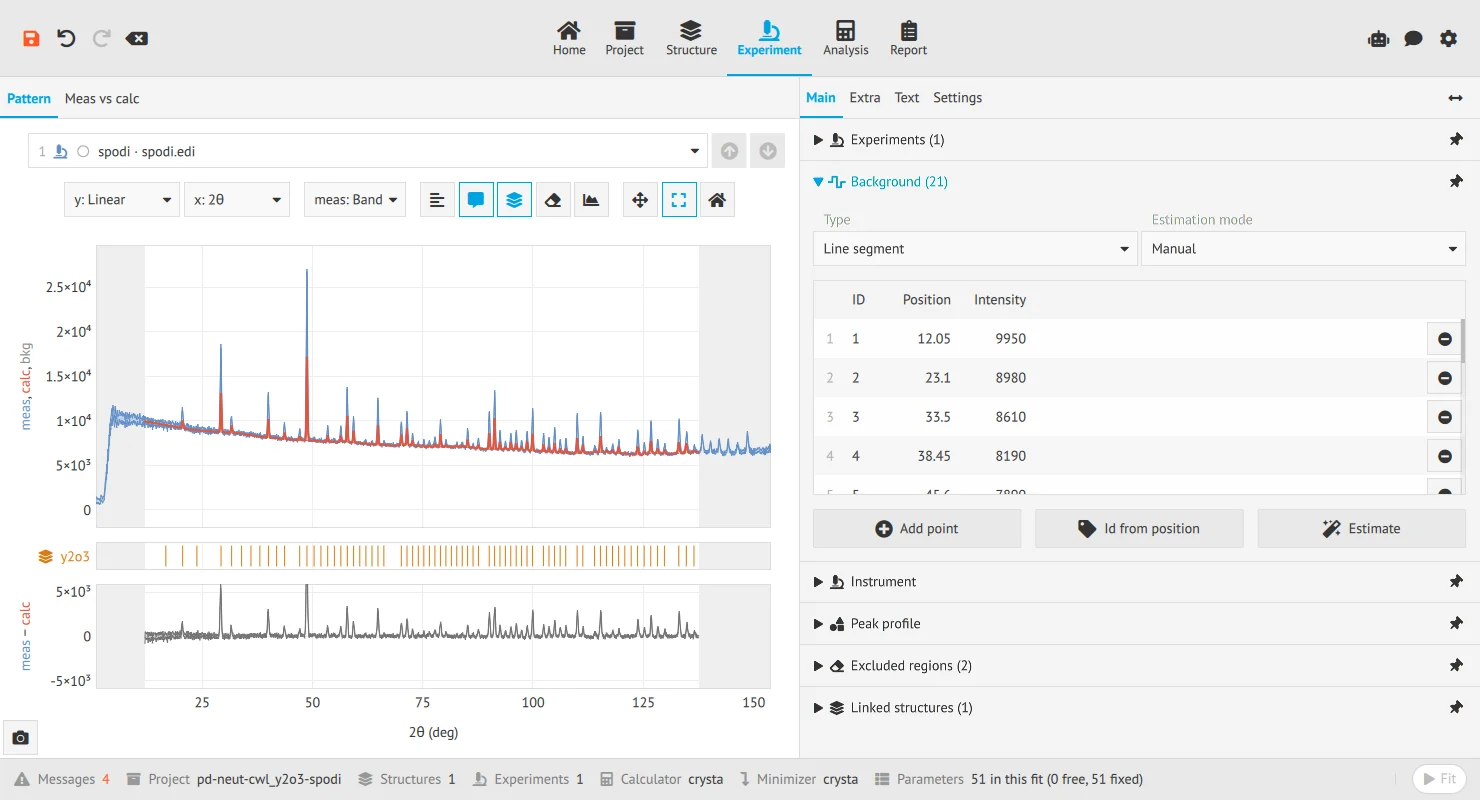 Home
Project
Structure
Experiment
Analysis
Report
Pattern
Meas vs calc
1 spodi · spodi.edi
y: Linear
x: 2θ
meas: Band
2.5×10⁴
2×10⁴
1.5×10⁴
1×10⁴
5×10³
0
meas, calc, bkg
y2o3
5×10³
0
-5×10³
meas − calc
25 50 75 100 125 150
2θ (deg)
Main
Extra
Text
Settings
Experiments (1)
Background (21)
Type
Estimation mode
Line segment
Manual
ID Position Intensity
1 1 12.05 9950
2 2 23.1 8980
3 3 33.5 8610
4 4 38.45 8190
Add point
Id from position
Estimate
Instrument
Peak profile
Excluded regions (2)
Linked structures (1)
Messages 4 Project pd-neut-cwl_y2o3-spodi Structures 1 Experiments 1 Calculator crysta Minimizer crysta Parameters 51 in this fit (0 free, 51 fixed) Fit